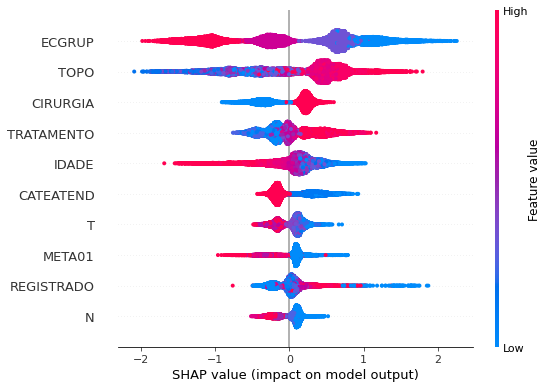 High
ECGRUP
TOPO
CIRURGIA
TRATAMENTO
IDADE
CATEATEND
T
META01
REGISTRADO
N
Feature value
Low
−2 −1 0 1 2
SHAP value (impact on model output)